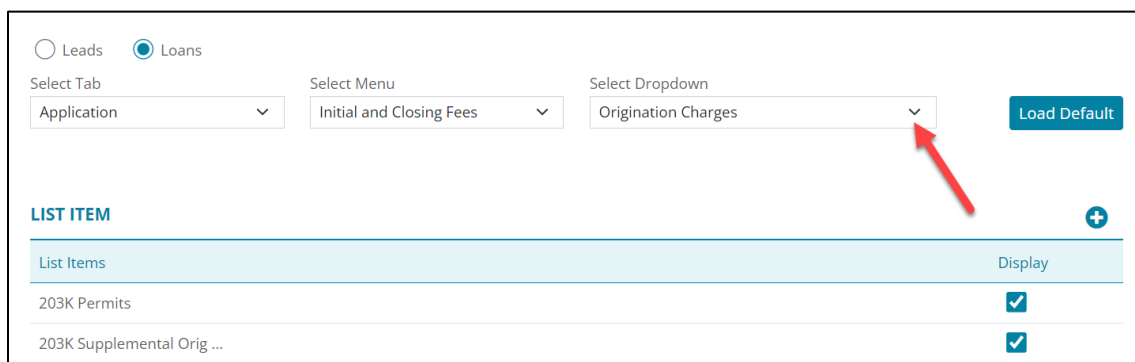 Leads Loans
Select Tab Select Menu Select Dropdown
Application Initial and Closing Fees Origination Charges Load Default
LIST ITEM
List Items Display
203K Permits
203K Supplemental Orig ...